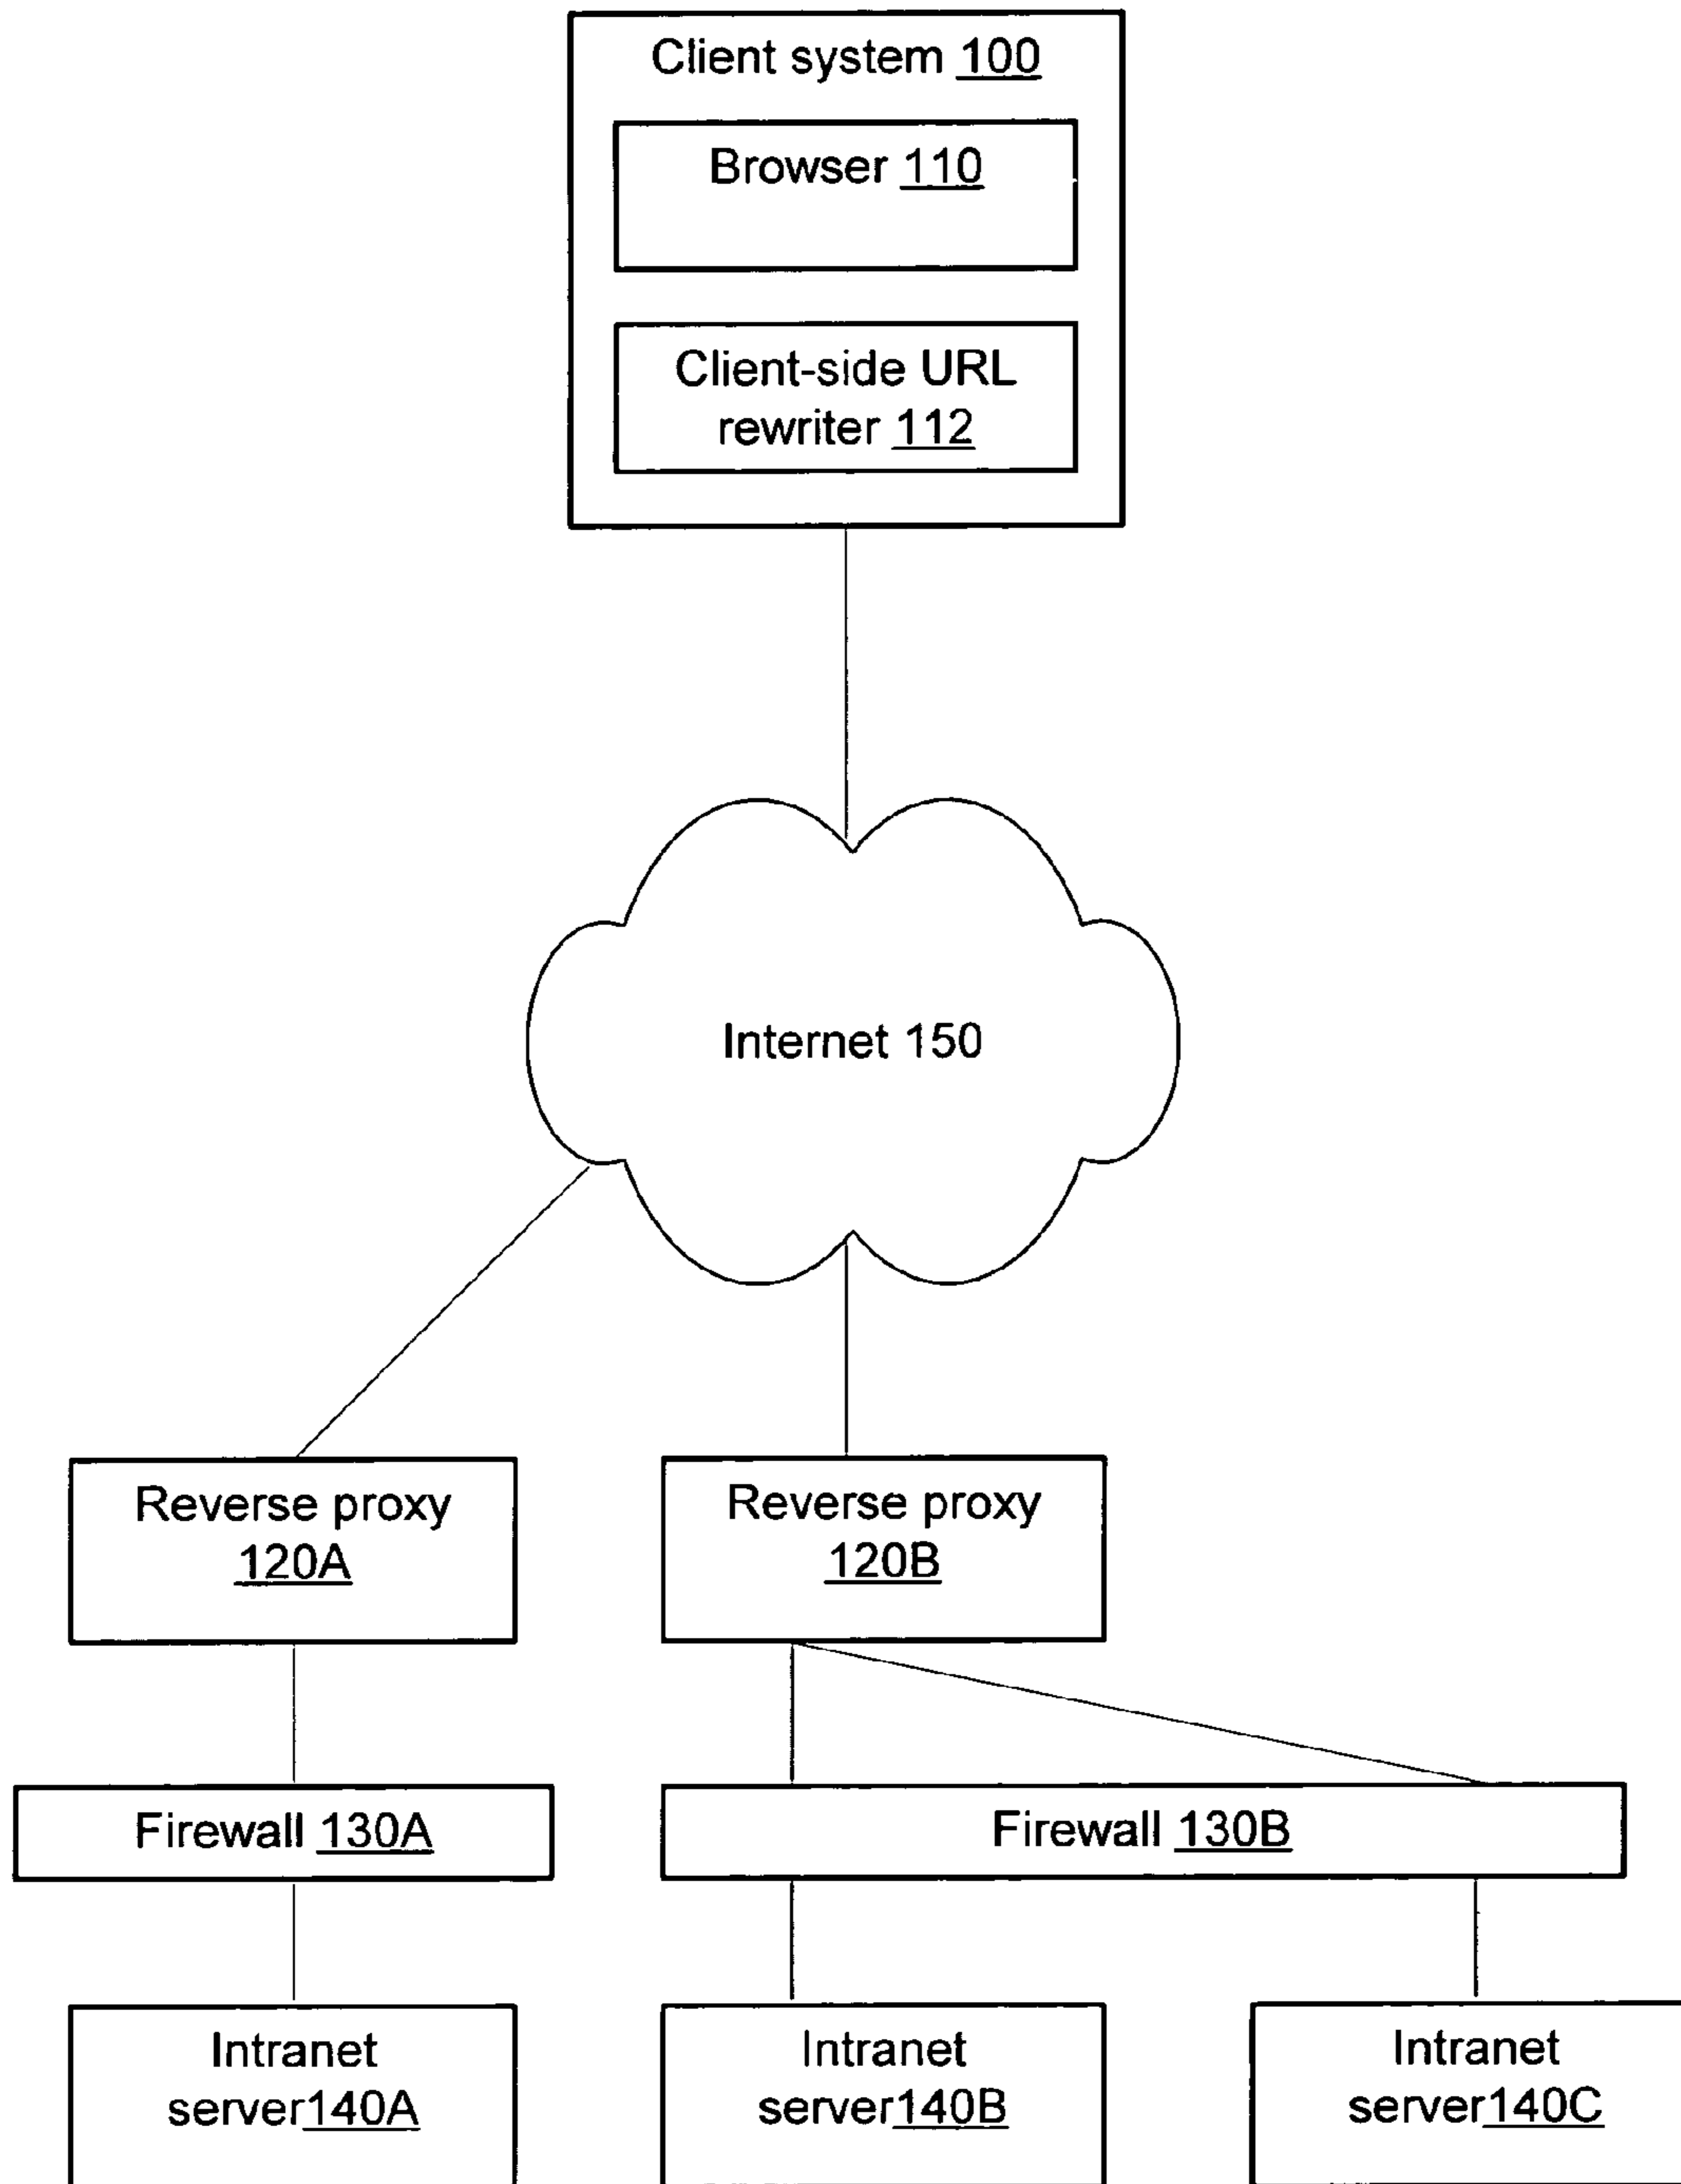 Client system 100
Browser 110
Client-side URL
rewriter 112
Internet 150
Reverse proxy
120A
Reverse proxy
120B
Firewall 130A
Firewall 130B
Intranet
server140A
Intranet
server140B
Intranet
server140C